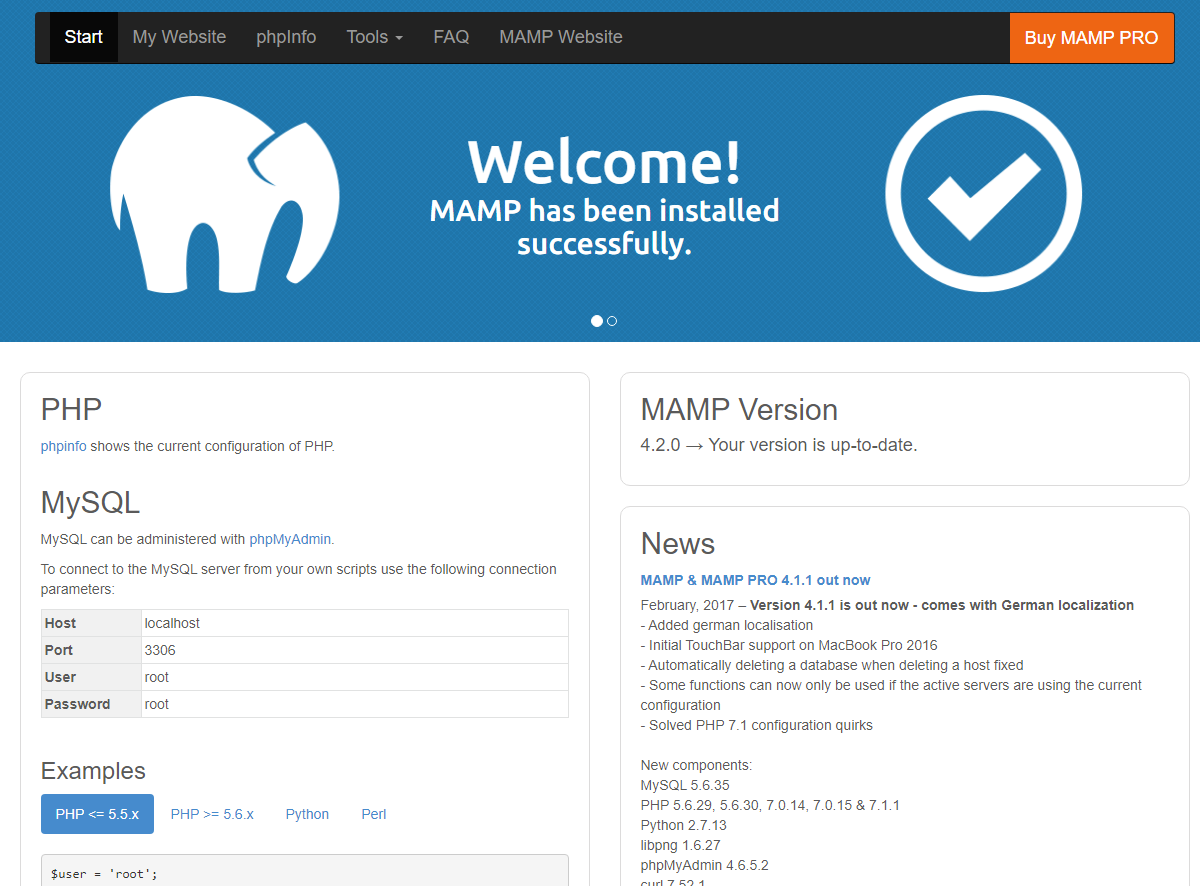 Start My Website phpInfo Tools FAQ MAMP Website Buy MAMP PRO
Welcome!
MAMP has been installed
successfully.
PHP
phpinfo shows the current configuration of PHP.
MySQL
MySQL can be administered with phpMyAdmin.
To connect to the MySQL server from your own scripts use the following connection
parameters:
Host localhost
Port 3306
User root
Password root
Examples
PHP <= 5.5.x PHP >= 5.6.x Python Perl
$user = 'root';
MAMP Version
4.2.0 → Your version is up-to-date.
News
MAMP & MAMP PRO 4.1.1 out now
February, 2017 – Version 4.1.1 is out now - comes with German localization
- Added german localisation
- Initial TouchBar support on MacBook Pro 2016
- Automatically deleting a database when deleting a host fixed
- Some functions can now only be used if the active servers are using the current
configuration
- Solved PHP 7.1 configuration quirks
New components:
MySQL 5.6.35
PHP 5.6.29, 5.6.30, 7.0.14, 7.0.15 & 7.1.1
Python 2.7.13
libpng 1.6.27
phpMyAdmin 4.6.5.2
curl 7.52.1